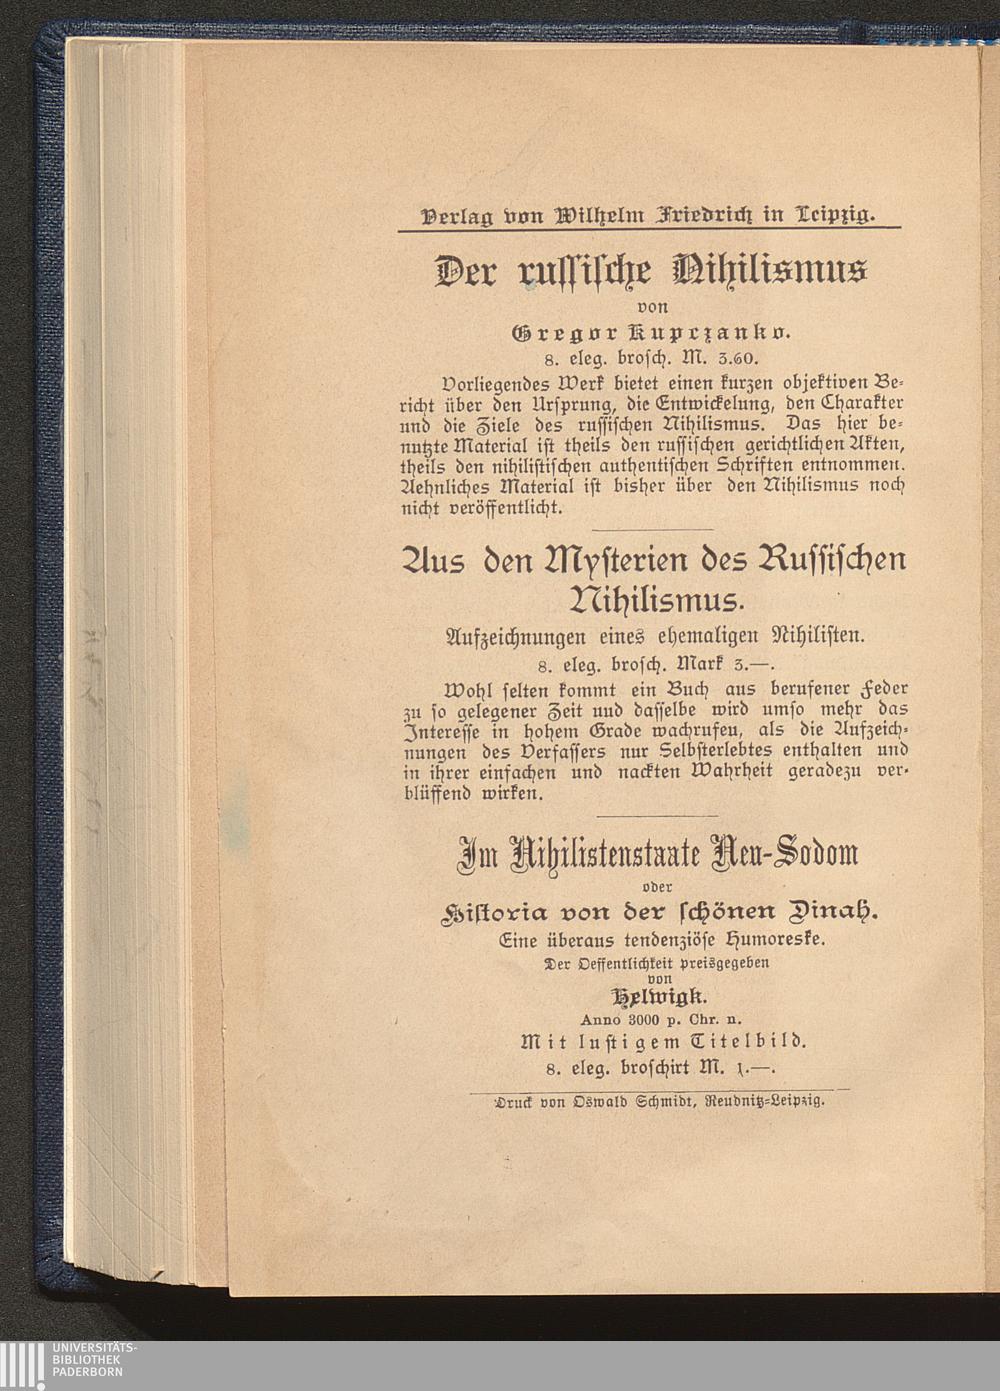 Verlag von Wilhelm Friedrich in Leipzig.
Der russische Nihilismus
von
Gregor Kupczanko.
8. eleg. brosch. M. 3.60.
Vorliegendes Werk bietet einen kurzen objektiven Be-
richt über den Ursprung, die Entwickelung, den Charakter
und die Ziele des russischen Nihilismus. Das hier be-
nutzte Material ist theils den russischen gerichtlichen Akten,
theils den nihilistischen authentischen Schriften entnommen.
Aehnliches Material ist bisher über den Nihilismus noch
nicht veröffentlicht.
Aus den Mysterien des Russischen
Nihilismus.
Aufzeichnungen eines ehemaligen Nihilisten.
8. eleg. brosch. Mark 3.—.
Wohl selten kommt ein Buch aus berufener Feder
zu so gelegener Zeit und dasselbe wird umso mehr das
Interesse in hohem Grade wachrufen, als die Aufzeich-
nungen des Verfassers nur Selbsterlebtes enthalten und
in ihrer einfachen und nackten Wahrheit geradezu ver-
blüffend wirken.
Im Nihilistenstaate Neu-Sodom
oder
Historia von der schönen Dinah.
Eine überaus tendenziöse Humoreske.
Der Oeffentlichkeit preisgegeben
von
Helwigk.
Anno 3000 p. Chr. n.
Mit lustigem Titelbild.
8. eleg. broschirt M. 1.—.
Druck von Oswald Schmidt, Reudnitz-Leipzig.
UNIVERSITÄTS-
BIBLIOTHEK
PADERBORN